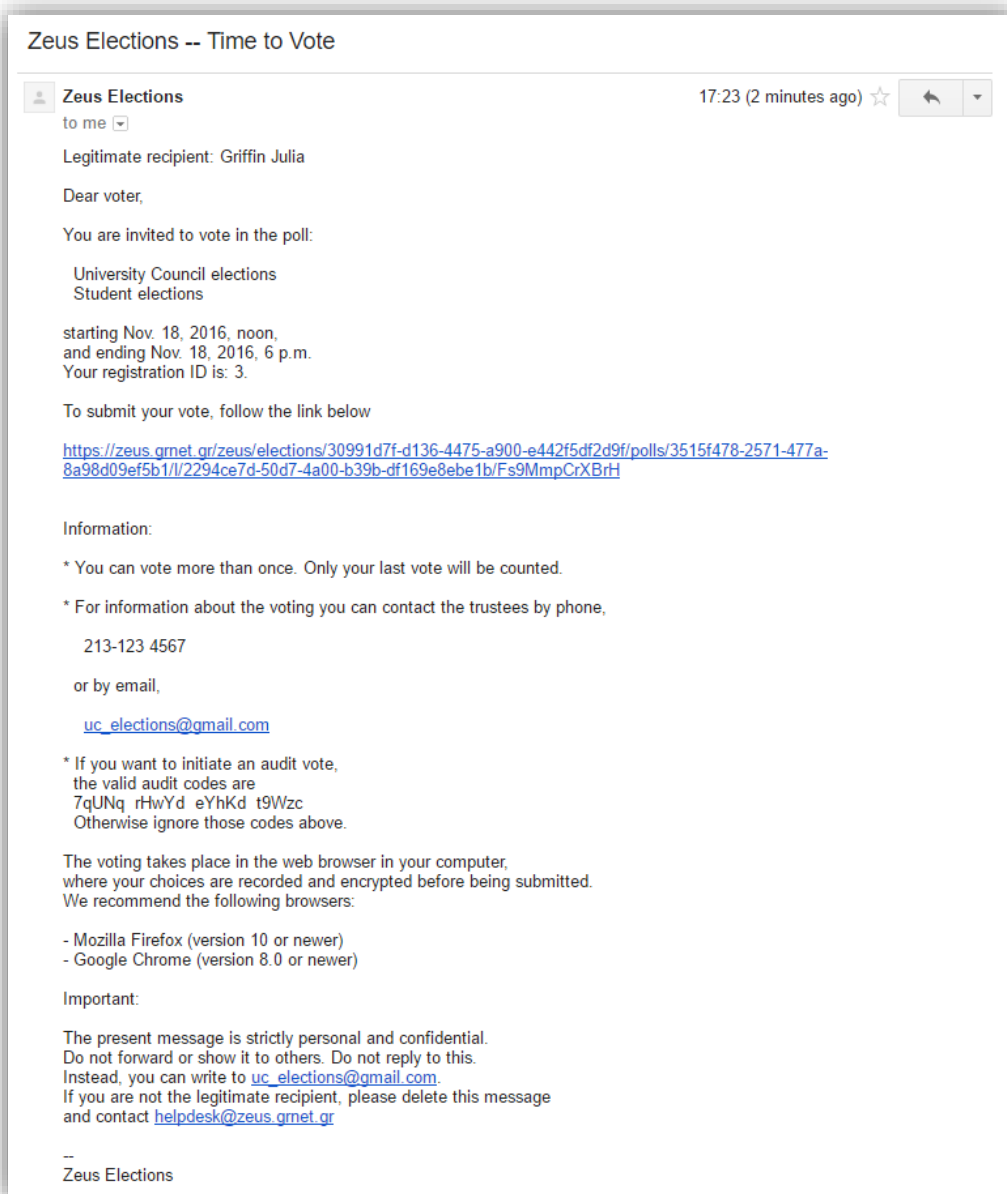 Zeus Elections -- Time to Vote
Zeus Elections 17:23 (2 minutes ago)
to me
Legitimate recipient: Griffin Julia
Dear voter,
You are invited to vote in the poll:
University Council elections
Student elections
starting Nov. 18, 2016, noon,
and ending Nov. 18, 2016, 6 p.m.
Your registration ID is: 3.
To submit your vote, follow the link below
https://zeus.grnet.gr/zeus/elections/30991d7f-d136-4475-a900-e442f5df2d9f/polls/3515f478-2571-477a-
8a98d09ef5b1/l/2294ce7d-50d7-4a00-b39b-df169e8ebe1b/Fs9MmpCrXBrH
Information:
* You can vote more than once. Only your last vote will be counted.
* For information about the voting you can contact the trustees by phone,
213-123 4567
or by email,
uc_elections@gmail.com
* If you want to initiate an audit vote,
the valid audit codes are
7qUNq rHwYd eYhKd t9Wzc
Otherwise ignore those codes above.
The voting takes place in the web browser in your computer,
where your choices are recorded and encrypted before being submitted.
We recommend the following browsers:
- Mozilla Firefox (version 10 or newer)
- Google Chrome (version 8.0 or newer)
Important:
The present message is strictly personal and confidential.
Do not forward or show it to others. Do not reply to this.
Instead, you can write to uc_elections@gmail.com.
If you are not the legitimate recipient, please delete this message
and contact helpdesk@zeus.grnet.gr
--
Zeus Elections